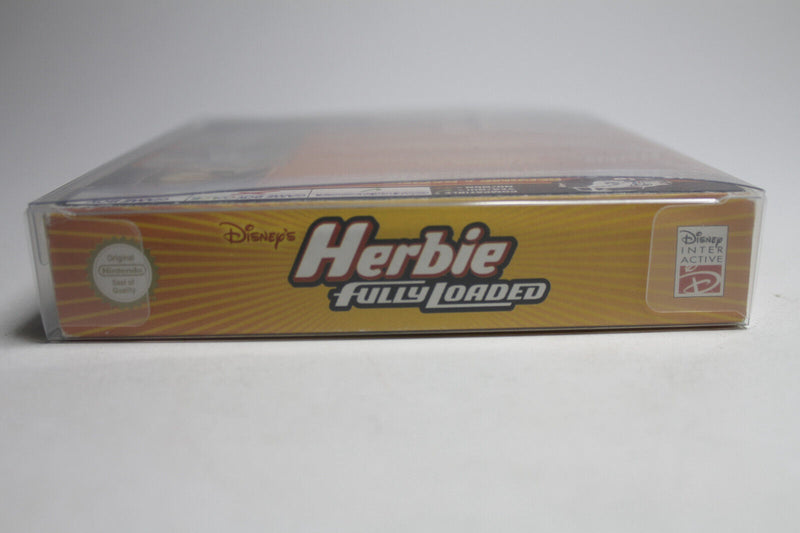 Disney's
Herbie
Fully Loaded
Original
Nintendo
Seal of
Quality
Disney
INTER
ACTIVE
D